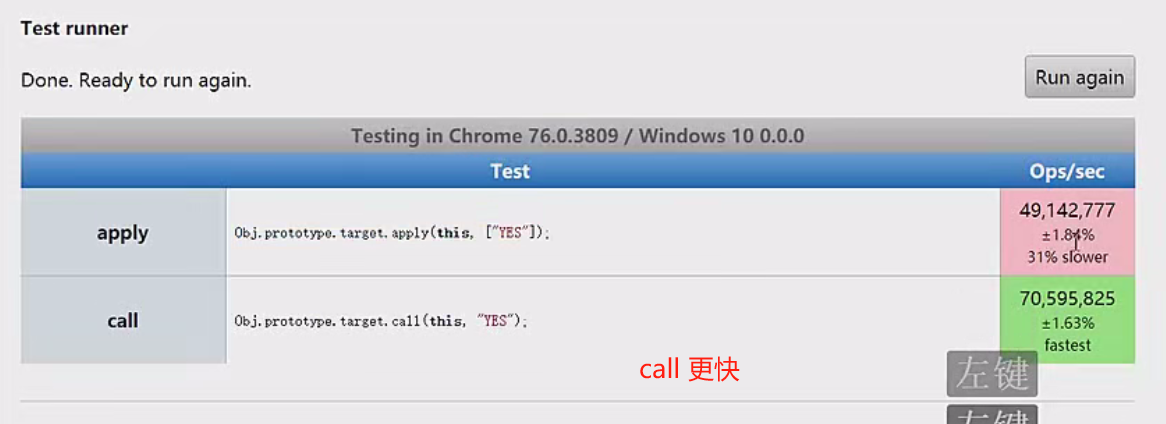 Test runner
Done. Ready to run again.
Run again
Testing in Chrome 76.0.3809 / Windows 10 0.0.0
Test Ops/sec
apply
Obj.prototype.target.apply(this, ["YES"]);
49,142,777
±1.84%
31% slower
call
Obj.prototype.target.call(this, "YES");
70,595,825
±1.63%
fastest
call 更快
左键
左键